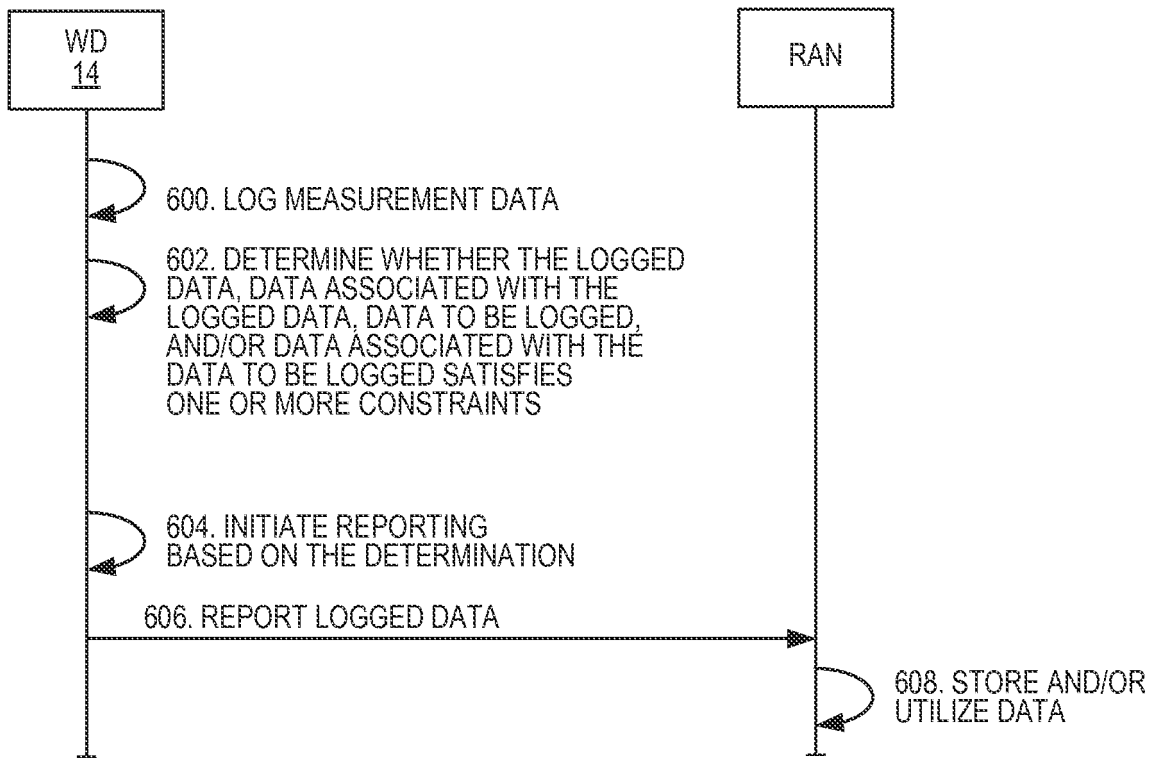 WD
14
RAN
600. LOG MEASUREMENT DATA
602. DETERMINE WHETHER THE LOGGED
DATA, DATA ASSOCIATED WITH THE
LOGGED DATA, DATA TO BE LOGGED,
AND/OR DATA ASSOCIATED WITH THE
DATA TO BE LOGGED SATISFIES
ONE OR MORE CONSTRAINTS
604. INITIATE REPORTING
BASED ON THE DETERMINATION
606. REPORT LOGGED DATA
608. STORE AND/OR
UTILIZE DATA